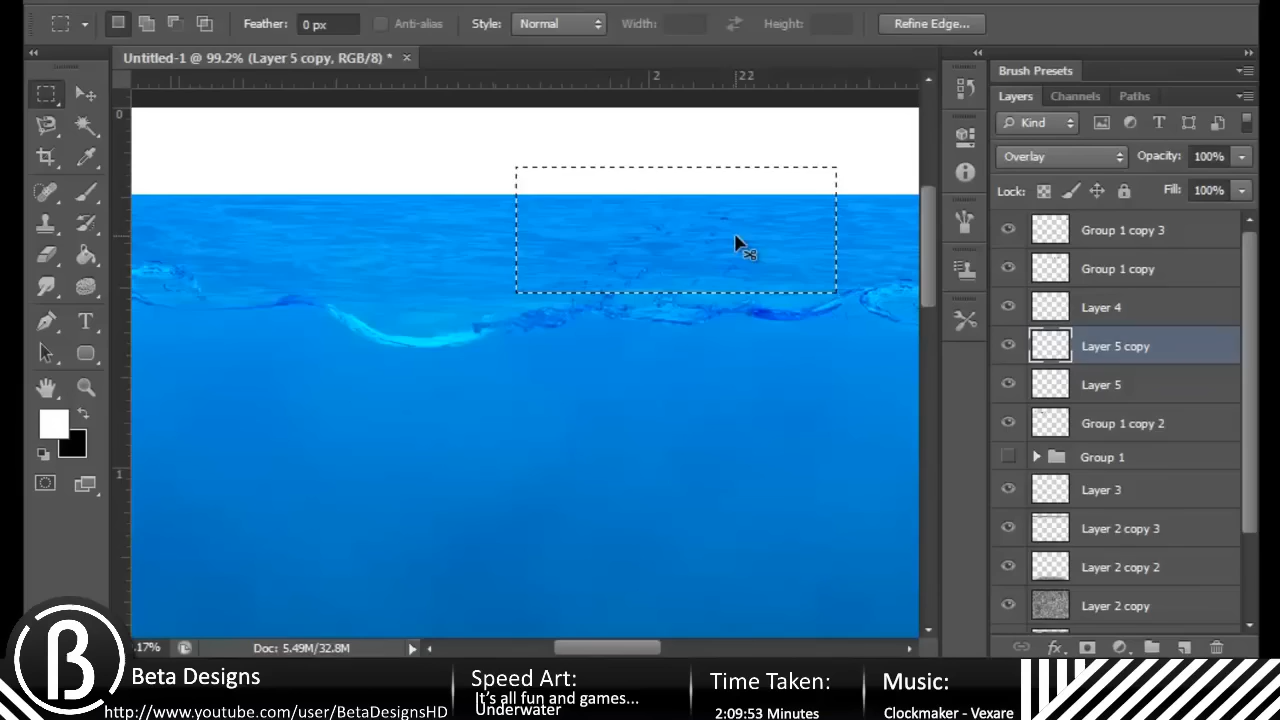 Feather: 0 px Anti-alias Style: Normal Width: Height: Refine Edge...
Untitled-1 @ 99.2% (Layer 5 copy, RGB/8) * ×
2 22
0
1
Brush Presets
Layers Channels Paths
Kind
Overlay Opacity: 100%
Lock: Fill: 100%
Group 1 copy 3
Group 1 copy
Layer 4
Layer 5 copy
Layer 5
Group 1 copy 2
Group 1
Layer 3
Layer 2 copy 3
Layer 2 copy 2
Layer 2 copy
.17% Doc: 5.49M/32.8M
β
Beta Designs
http://www.youtube.com/user/BetaDesignsHD
Speed Art:
It's all fun and games...
Underwater
Time Taken:
2:09:53 Minutes
Music:
Clockmaker - Vexare